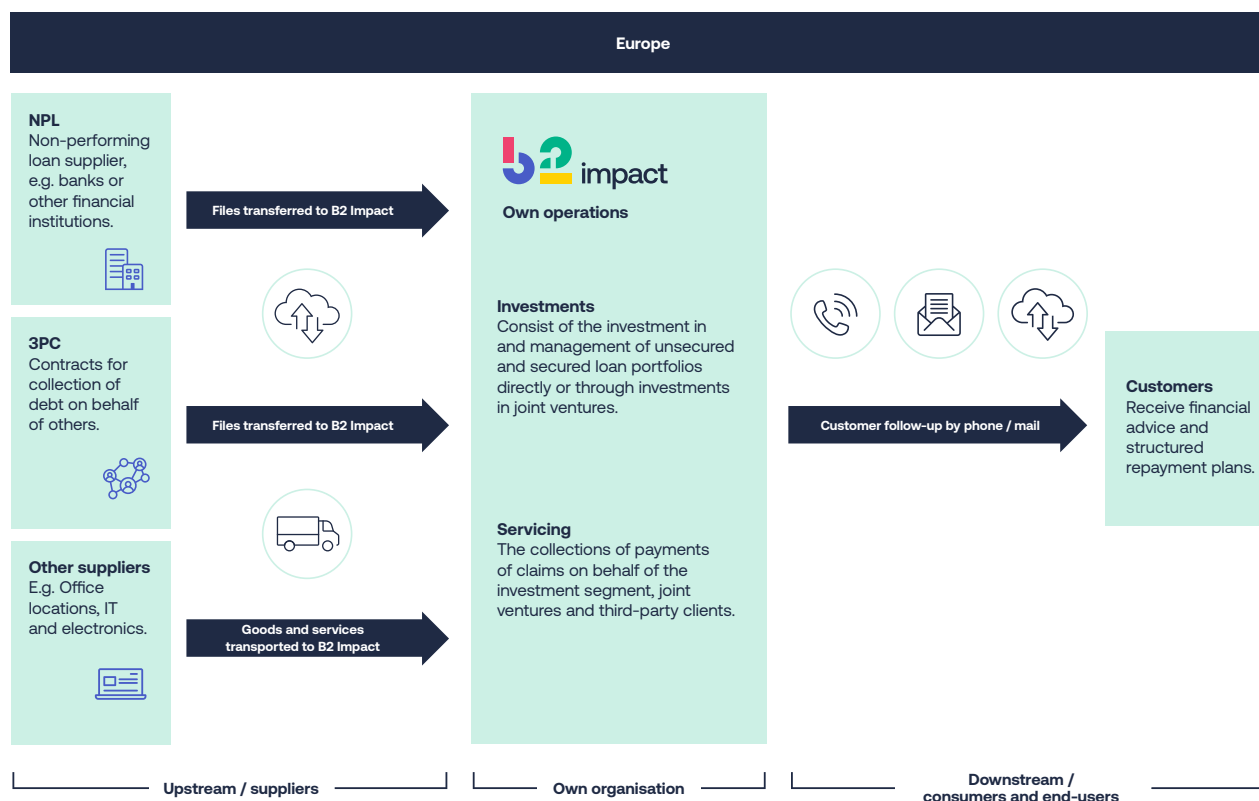 Europe
NPL
Non-performing
loan supplier,
e.g. banks or
other financial
institutions.
Files transferred to B2 Impact
3PC
Contracts for
collection of
debt on behalf
of others.
Files transferred to B2 Impact
Other suppliers
E.g. Office
locations, IT
and electronics.
Goods and services
transported to B2 Impact
b2 impact
Own operations
Investments
Consist of the investment in
and management of unsecured
and secured loan portfolios
directly or through investments
in joint ventures.
Servicing
The collections of payments
of claims on behalf of the
investment segment, joint
ventures and third-party clients.
Customer follow-up by phone / mail
Customers
Receive financial
advice and
structured
repayment plans.
Upstream / suppliers
Own organisation
Downstream /
consumers and end-users